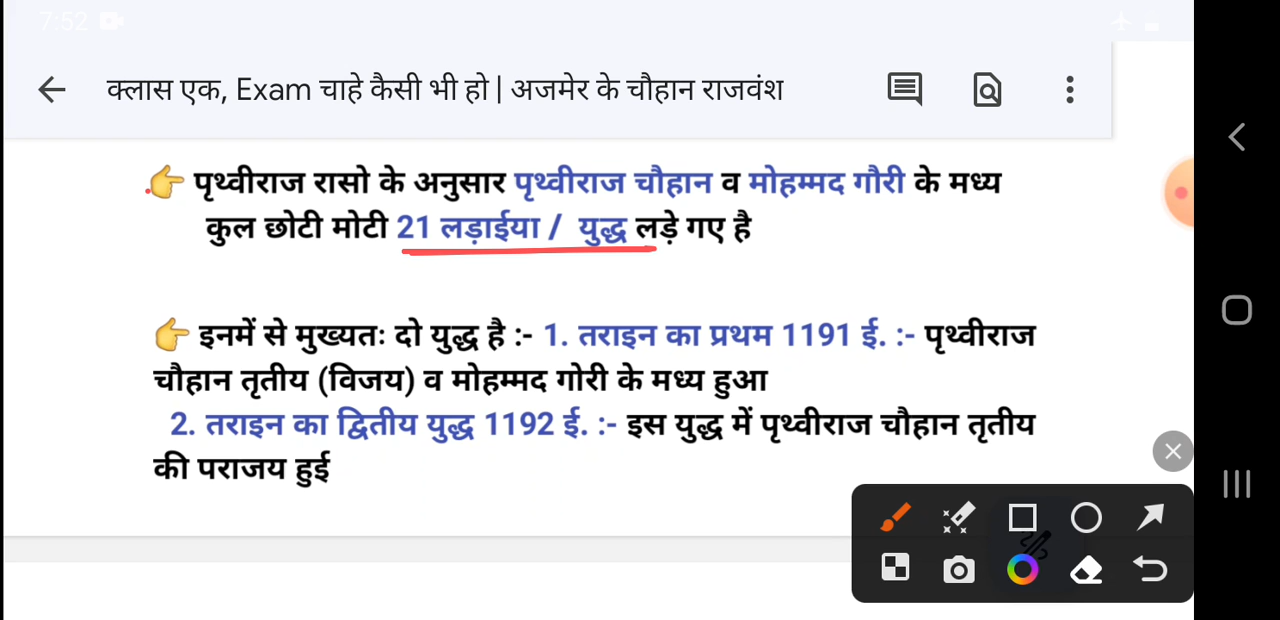 7:52
क्लास एक, Exam चाहे कैसी भी हो | अजमेर के चौहान राजवंश
पृथ्वीराज रासो के अनुसार पृथ्वीराज चौहान व मोहम्मद गौरी के मध्य
कुल छोटी मोटी 21 लड़ाईया / युद्ध लड़े गए है
इनमें से मुख्यतः दो युद्ध है :- 1. तराइन का प्रथम 1191 ई. :- पृथ्वीराज
चौहान तृतीय (विजय) व मोहम्मद गोरी के मध्य हुआ
2. तराइन का द्वितीय युद्ध 1192 ई. :- इस युद्ध में पृथ्वीराज चौहान तृतीय
की पराजय हुई